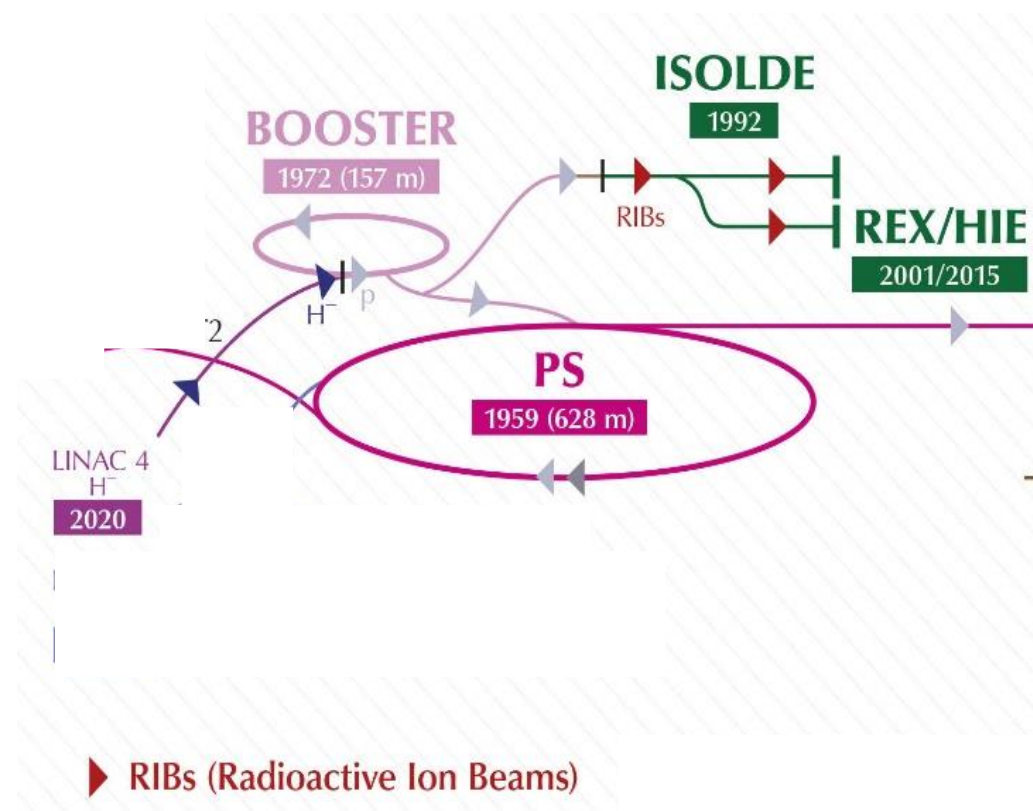 ISOLDE
1992
BOOSTER
1972 (157 m)
RIBs
REX/HIE
2001/2015
p
H⁻
2
PS
1959 (628 m)
LINAC 4
H⁻
2020
RIBs (Radioactive Ion Beams)